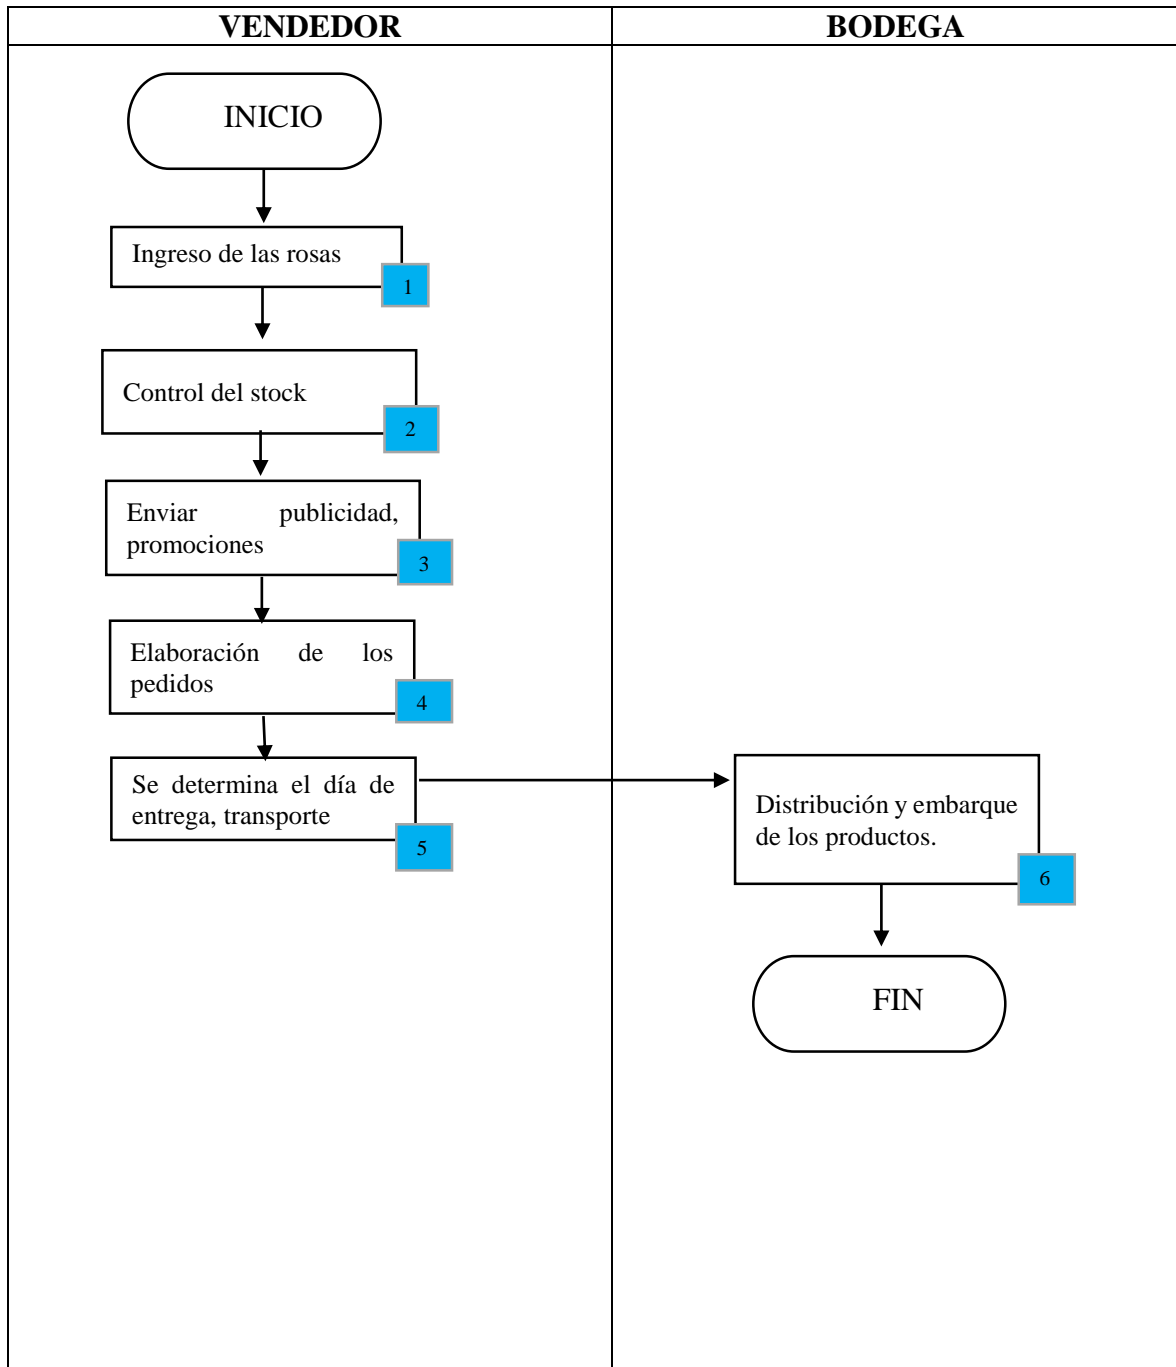 VENDEDOR
BODEGA
INICIO
Ingreso de las rosas
1
Control del stock
2
Enviar publicidad,
promociones
3
Elaboración de los
pedidos
4
Se determina el día de
entrega, transporte
5
Distribución y embarque
de los productos.
6
FIN